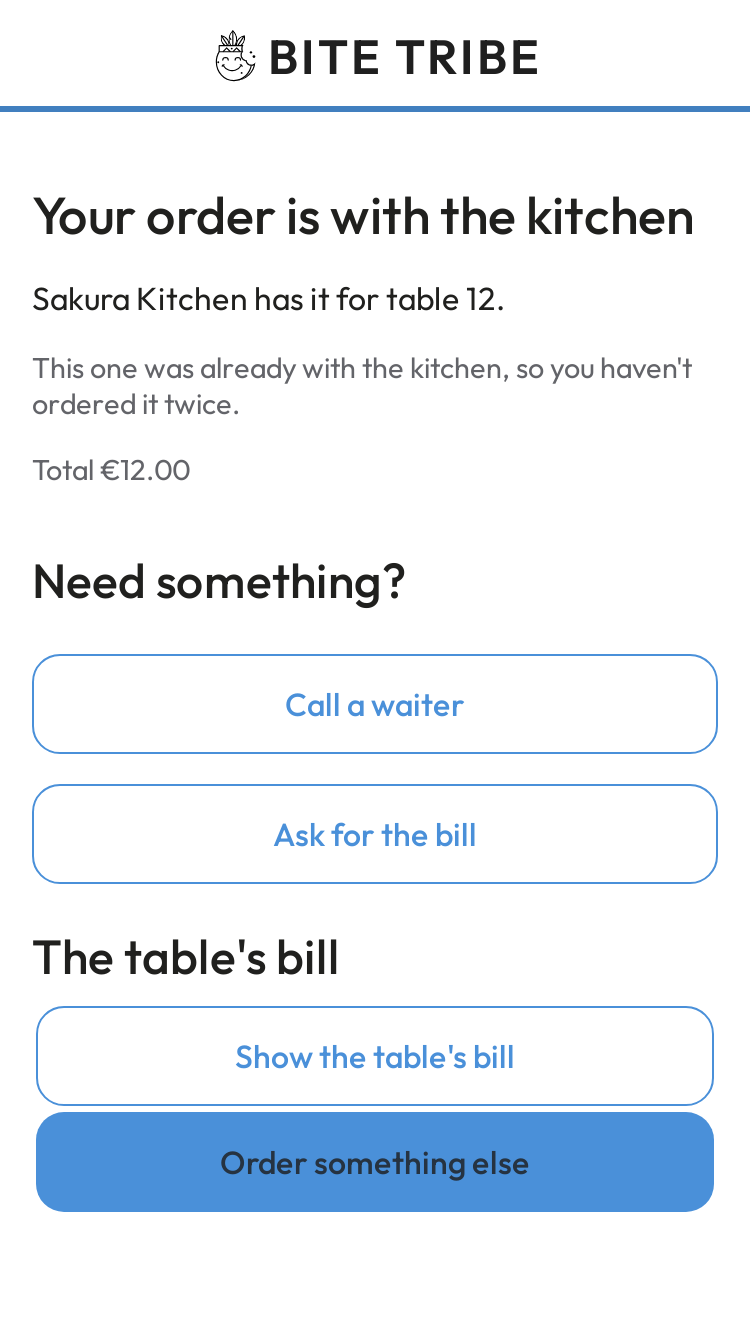 BITE TRIBE
Your order is with the kitchen
Sakura Kitchen has it for table 12.
This one was already with the kitchen, so you haven't
ordered it twice.
Total €12.00
Need something?
Call a waiter
Ask for the bill
The table's bill
Show the table's bill
Order something else